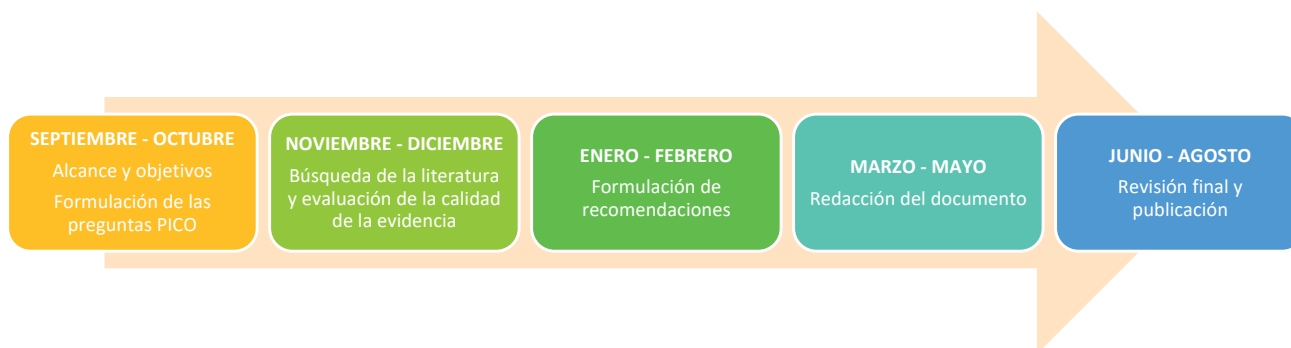 SEPTIEMBRE - OCTUBRE
Alcance y objetivos
Formulación de las
preguntas PICO
NOVIEMBRE - DICIEMBRE
Búsqueda de la literatura
y evaluación de la calidad
de la evidencia
ENERO - FEBRERO
Formulación de
recomendaciones
MARZO - MAYO
Redacción del documento
JUNIO - AGOSTO
Revisión final y
publicación